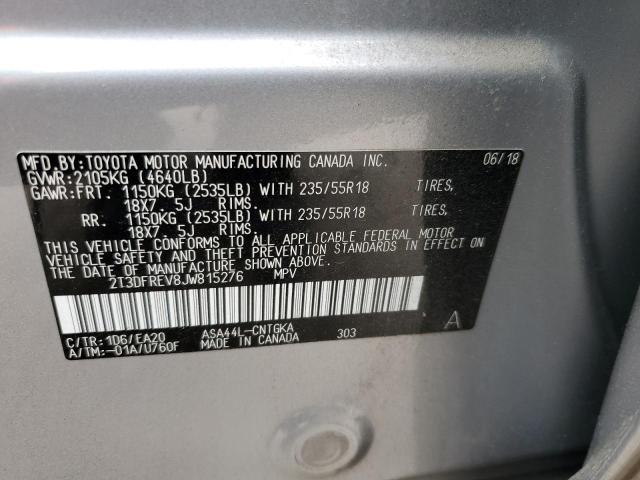 MFD.BY:TOYOTA MOTOR MANUFACTURING CANADA INC. 06/18
GVWR:2105KG (4640LB)
GAWR:FRT. 1150KG (2535LB) WITH 235/55R18 TIRES,
18X7 5J RIMS.
RR. 1150KG (2535LB) WITH 235/55R18 TIRES,
18X7 5J RIMS.
THIS VEHICLE CONFORMS TO ALL APPLICABLE FEDERAL MOTOR
VEHICLE SAFETY AND THEFT PREVENTION STANDARDS IN EFFECT ON
THE DATE OF MANUFACTURE SHOWN ABOVE.
2T3DFREV8JW815276 MPV
C/TR:1D6/EA20 ASA44L-CNTGKA A
A/TM:-01A/U760F MADE IN CANADA 303